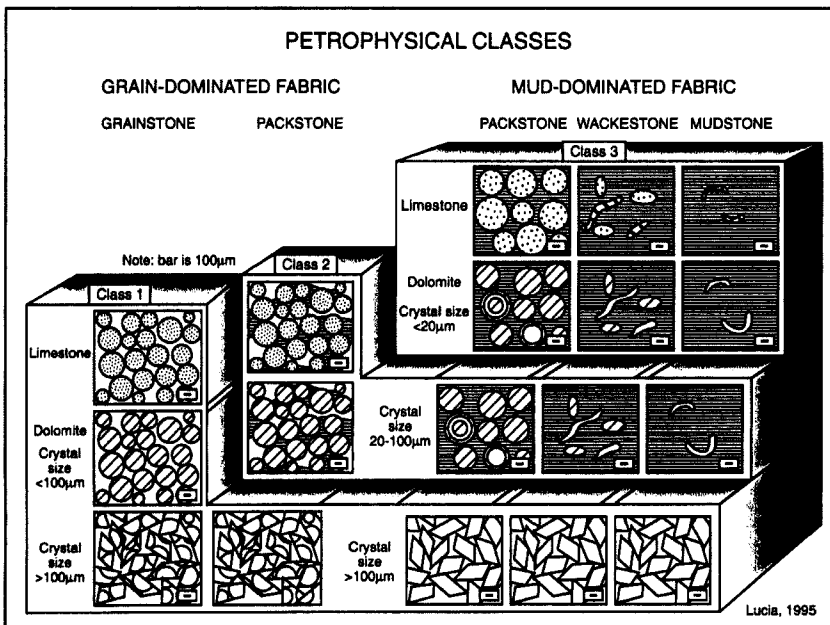 PETROPHYSICAL CLASSES
GRAIN-DOMINATED FABRIC
MUD-DOMINATED FABRIC
GRAINSTONE
PACKSTONE
PACKSTONE
WACKESTONE
MUDSTONE
Class 3
Limestone
Note: bar is 100µm
Class 2
Dolomite
Crystal size
<20µm
Class 1
Limestone
Dolomite
Crystal
size
<100µm
Crystal
size
20-100µm
Crystal
size
>100µm
Crystal
size
>100µm
Lucia, 1995